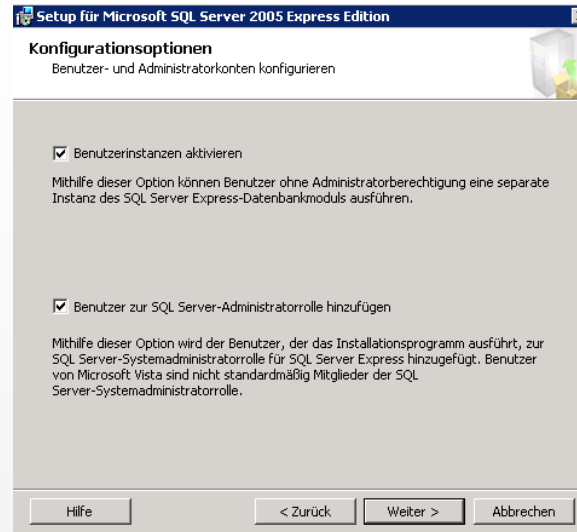 Setup für Microsoft SQL Server 2005 Express Edition
Konfigurationsoptionen
Benutzer- und Administratorkonten konfigurieren
Benutzerinstanzen aktivieren
Mithilfe dieser Option können Benutzer ohne Administratorberechtigung eine separate
Instanz des SQL Server Express-Datenbankmoduls ausführen.
Benutzer zur SQL Server-Administratorrolle hinzufügen
Mithilfe dieser Option wird der Benutzer, der das Installationsprogramm ausführt, zur
SQL Server-Systemadministratorrolle für SQL Server Express hinzugefügt. Benutzer
von Microsoft Vista sind nicht standardmäßig Mitglieder der SQL
Server-Systemadministratorrolle.
Hilfe < Zurück Weiter > Abbrechen